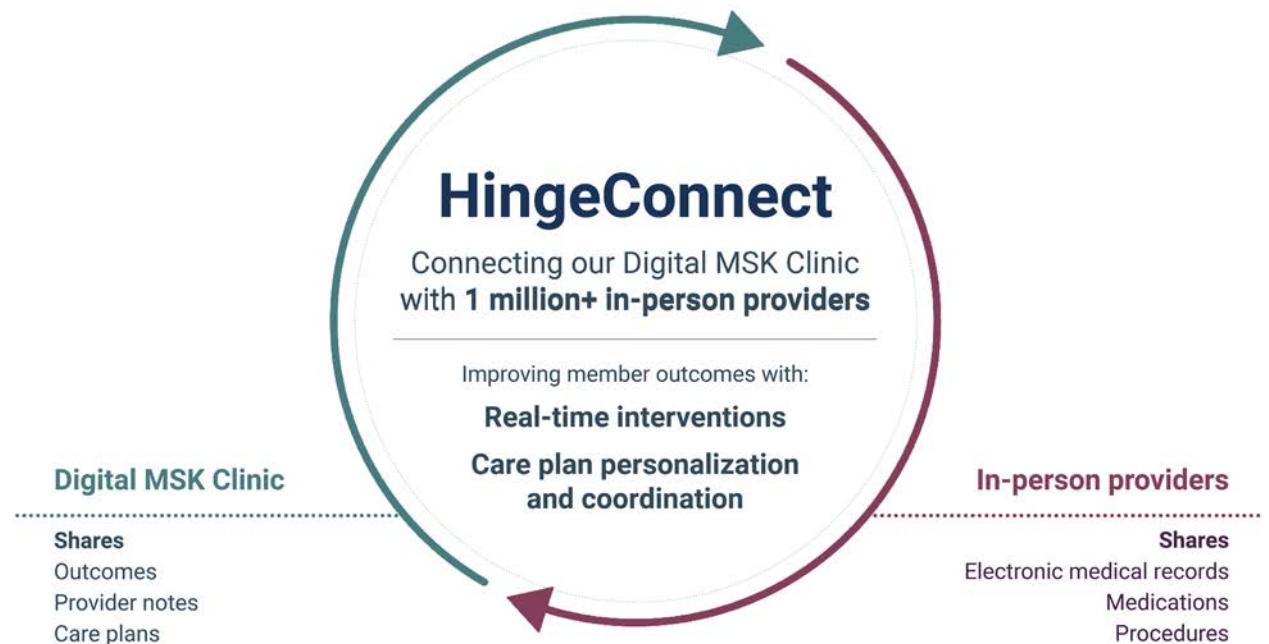 HingeConnect
Connecting our Digital MSK Clinic
with 1 million+ in-person providers
Improving member outcomes with:
Real-time interventions
Care plan personalization
and coordination
Digital MSK Clinic
Shares
Outcomes
Provider notes
Care plans
In-person providers
Shares
Electronic medical records
Medications
Procedures